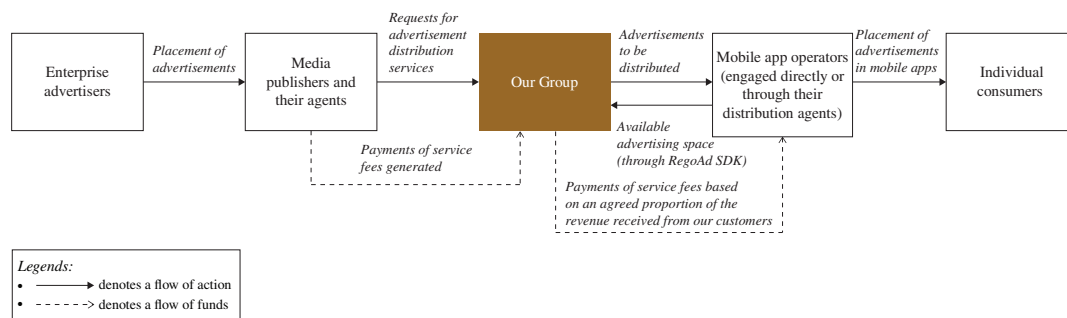 Enterprise
advertisers
Placement of
advertisements
Media
publishers and
their agents
Requests for
advertisement
distribution
services
Our Group
Advertisements
to be
distributed
Available
advertising space
(through RegoAd SDK)
Mobile app operators
(engaged directly or
through their
distribution agents)
Placement of
advertisements
in mobile apps
Individual
consumers
Payments of service
fees generated
Payments of service fees based
on an agreed proportion of the
revenue received from our customers
Legends:
• denotes a flow of action
• denotes a flow of funds